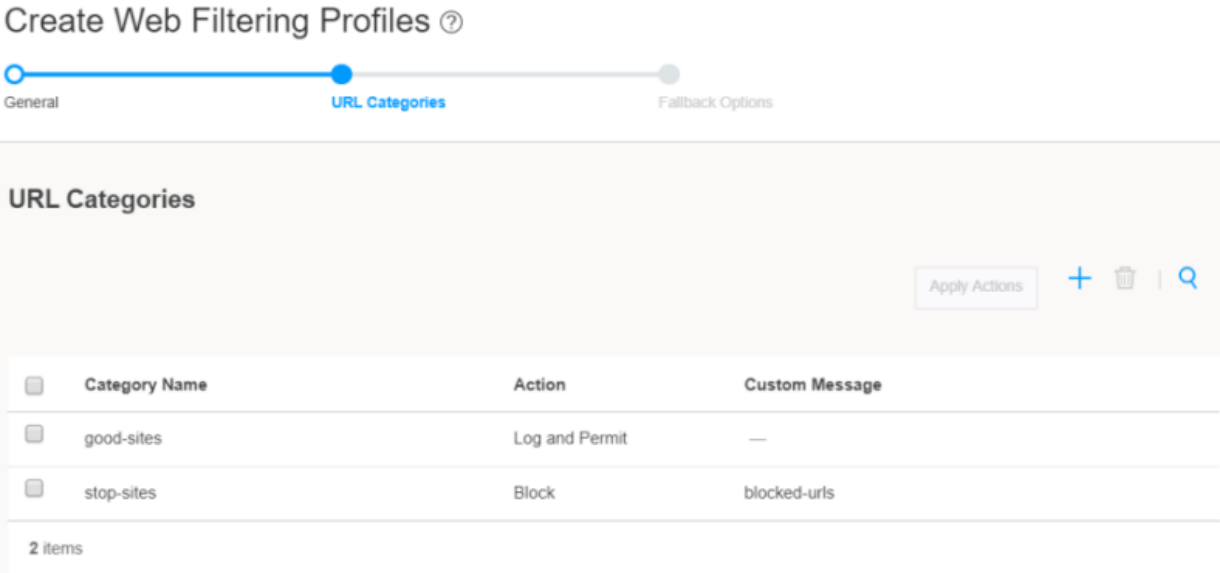 Create Web Filtering Profiles ?
General URL Categories Fallback Options
URL Categories
Apply Actions
Category Name Action Custom Message
good-sites Log and Permit —
stop-sites Block blocked-urls
2 items